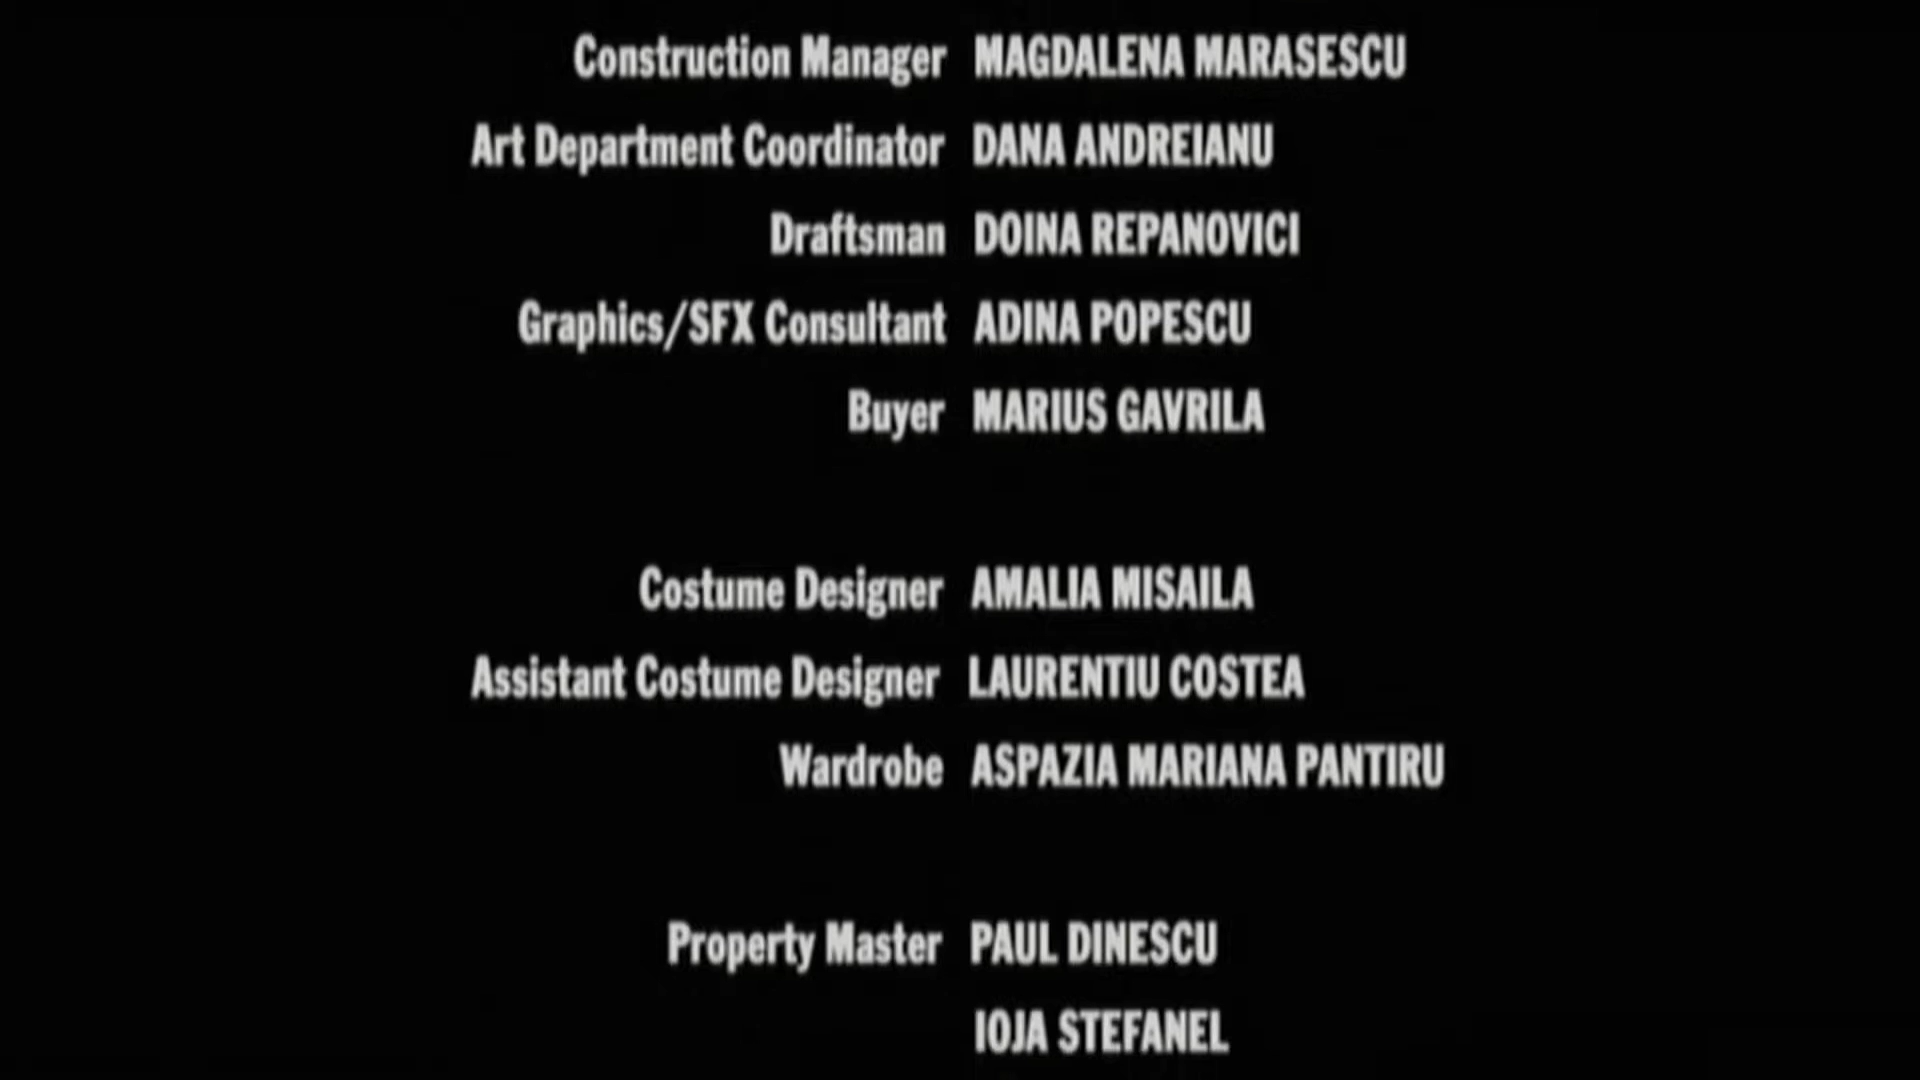 Construction Manager MAGDALENA MARASESCU
Art Department Coordinator DANA ANDREIANU
Draftsman DOINA REPANOVICI
Graphics/SFX Consultant ADINA POPESCU
Buyer MARIUS GAVRILA
Costume Designer AMALIA MISAILA
Assistant Costume Designer LAURENTIU COSTEA
Wardrobe ASPAZIA MARIANA PANTIRU
Property Master PAUL DINESCU
IOJA STEFANEL